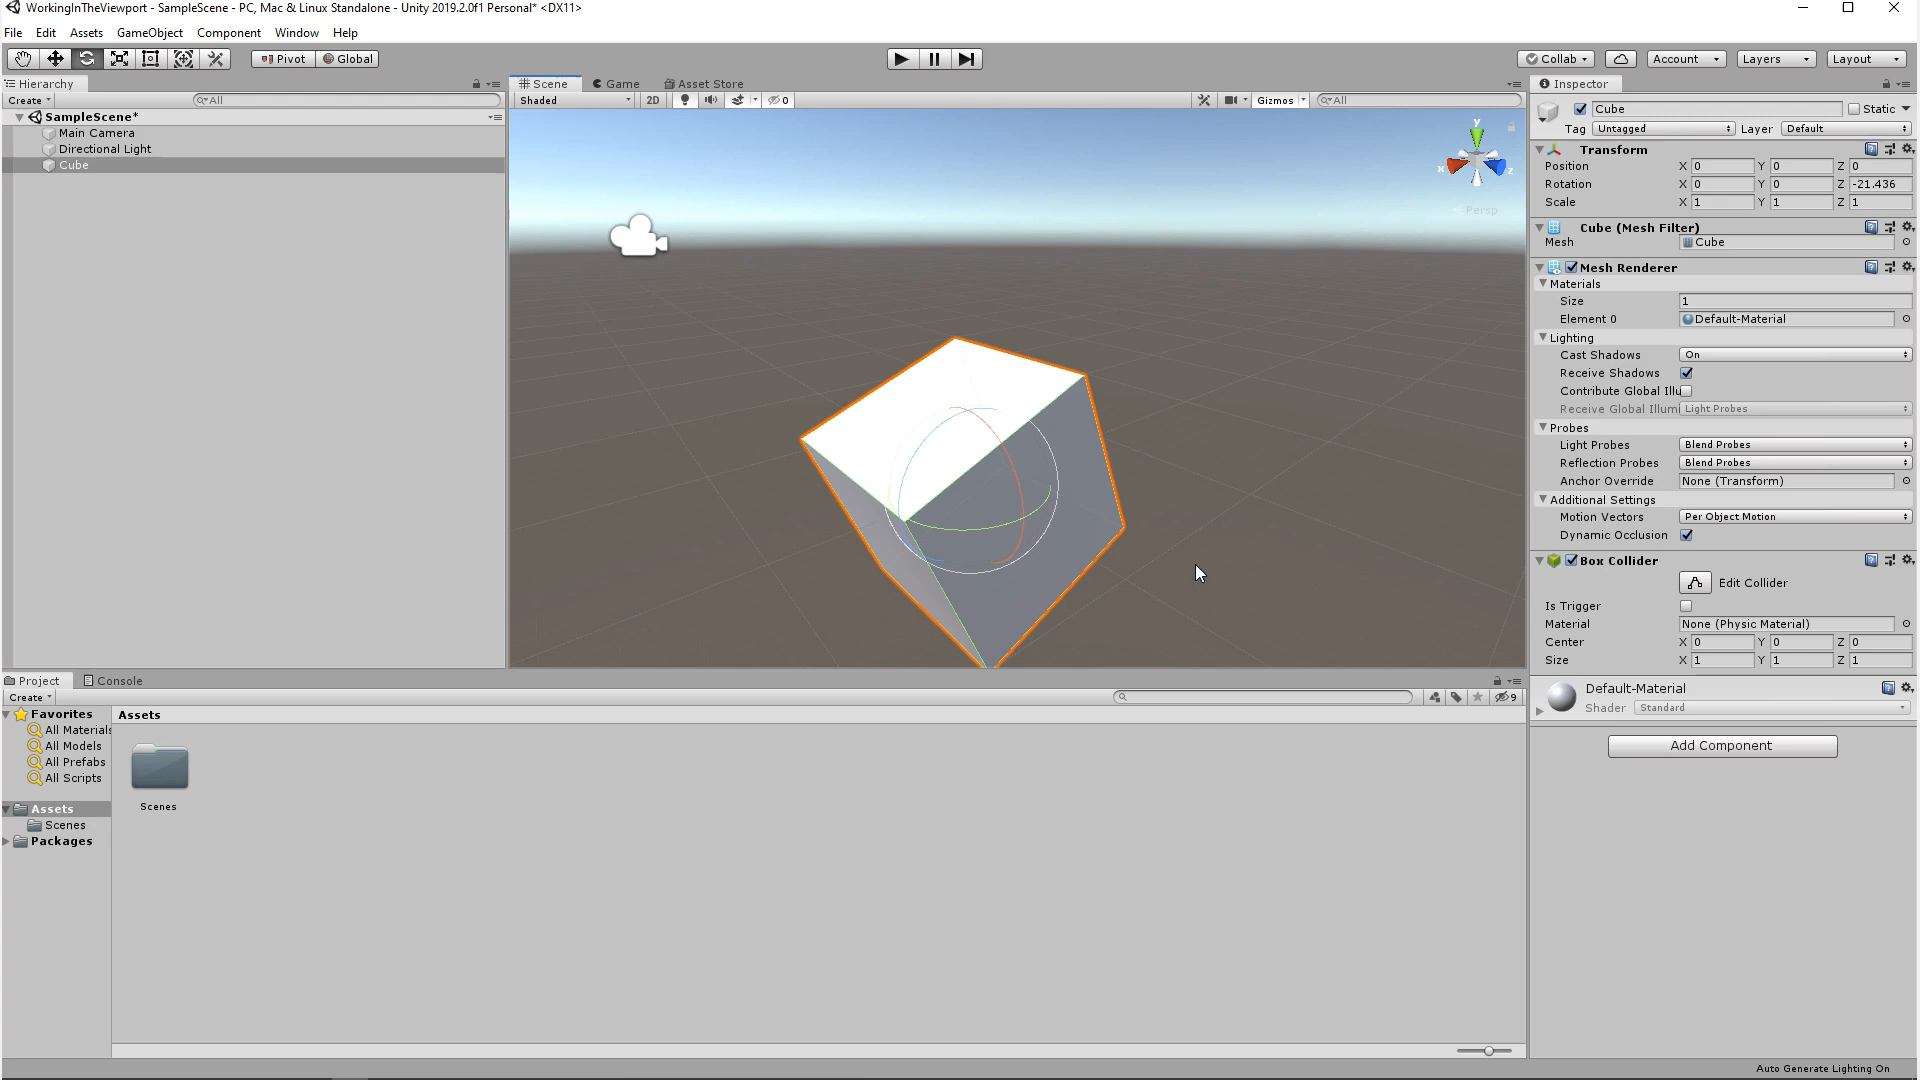 WorkingInTheViewport - SampleScene - PC, Mac & Linux Standalone - Unity 2019.2.0f1 Personal* <DX11>
File Edit Assets GameObject Component Window Help
Pivot Global
Collab Account Layers Layout
Hierarchy
Create All
SampleScene*
Main Camera
Directional Light
Cube
Scene Game Asset Store
Shaded 2D 0 Gizmos All
y
x z
Persp
Inspector
Cube Static
Tag Untagged Layer Default
Transform
Position X 0 Y 0 Z 0
Rotation X 0 Y 0 Z -21.436
Scale X 1 Y 1 Z 1
Cube (Mesh Filter)
Mesh Cube
Mesh Renderer
Materials
Size 1
Element 0 Default-Material
Lighting
Cast Shadows On
Receive Shadows
Contribute Global Illu
Receive Global Illumi Light Probes
Probes
Light Probes Blend Probes
Reflection Probes Blend Probes
Anchor Override None (Transform)
Additional Settings
Motion Vectors Per Object Motion
Dynamic Occlusion
Box Collider
Edit Collider
Is Trigger
Material None (Physic Material)
Center X 0 Y 0 Z 0
Size X 1 Y 1 Z 1
Default-Material
Shader Standard
Add Component
Project Console
Create 9
Favorites
All Materials
All Models
All Prefabs
All Scripts
Assets
Scenes
Packages
Assets
Scenes
Auto Generate Lighting On